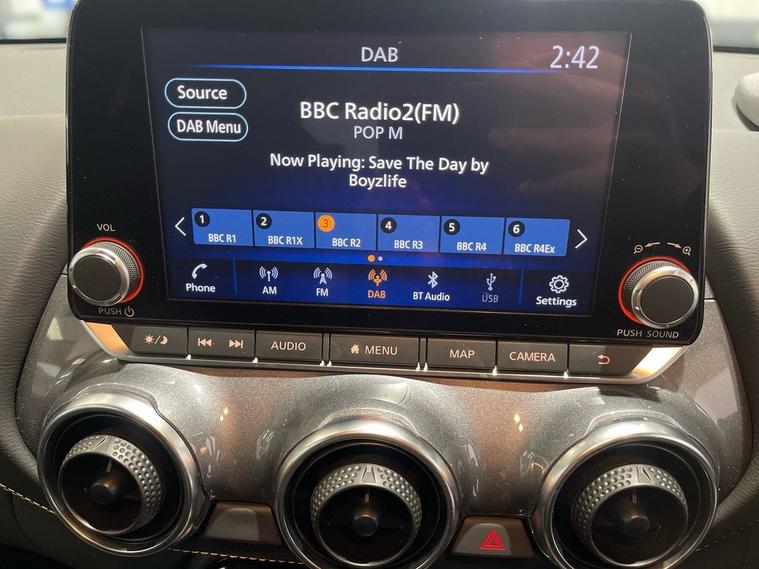 DAB
2:42
Source
DAB Menu
BBC Radio2(FM)
POP M
Now Playing: Save The Day by
Boyzlife
1 2 3 4 5 6
BBC R1 BBC R1X BBC R2 BBC R3 BBC R4 BBC R4Ex
Phone AM FM DAB BT Audio USB Settings
VOL
PUSH
PUSH SOUND
AUDIO MENU MAP CAMERA